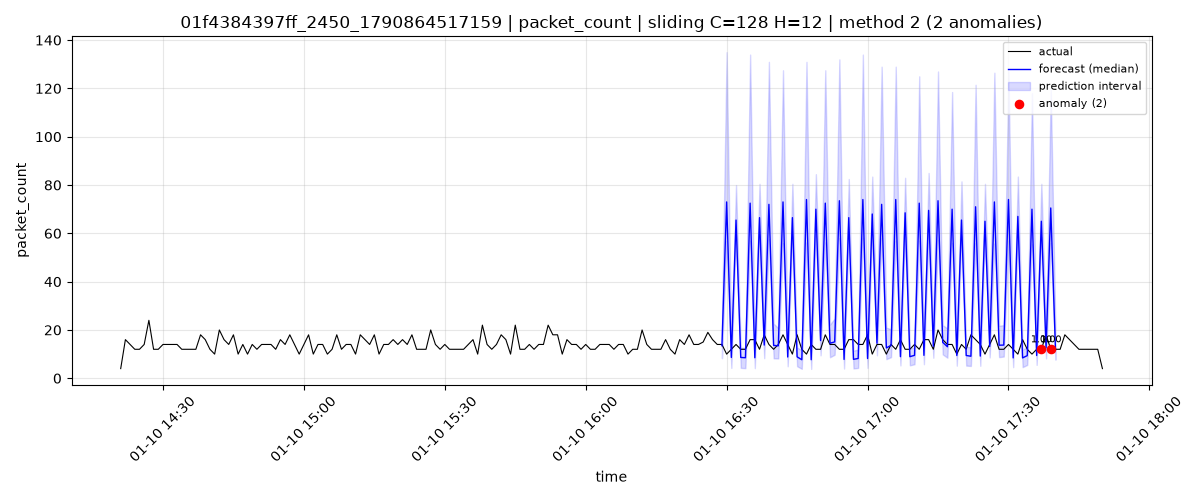 01f4384397ff_2450_1790864517159 | packet_count | sliding C=128 H=12 | method 2 (2 anomalies)
actual
forecast (median)
prediction interval
anomaly (2)
packet_count
140
120
100
80
60
40
20
0
01-10 14:30
01-10 15:00
01-10 15:30
01-10 16:00
01-10 16:30
01-10 17:00
01-10 17:30
01-10 18:00
time